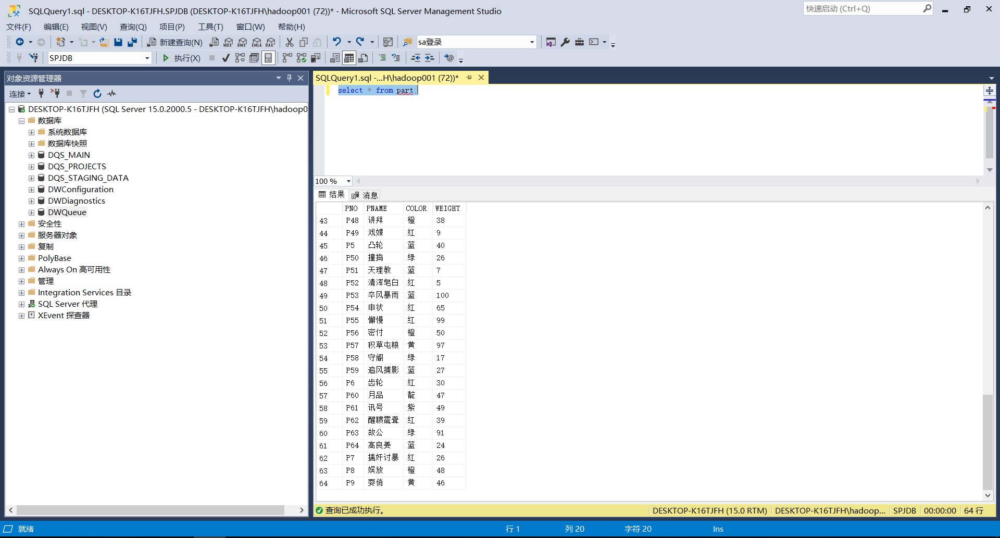 SQLQuery1.sql - DESKTOP-K16TJFH.SPJDB (DESKTOP-K16TJFH\hadoop001 (72))* - Microsoft SQL Server Management Studio
快速启动 (Ctrl+Q)
文件(F) 编辑(E) 视图(V) 查询(Q) 项目(P) 工具(T) 窗口(W) 帮助(H)
新建查询(N) MDX DMX XMLA DAX sa登录
SPJDB 执行(X)
对象资源管理器
连接
DESKTOP-K16TJFH (SQL Server 15.0.2000.5 - DESKTOP-K16TJFH\hadoop0
数据库
系统数据库
数据库快照
DQS_MAIN
DQS_PROJECTS
DQS_STAGING_DATA
DWConfiguration
DWDiagnostics
DWQueue
安全性
服务器对象
复制
PolyBase
Always On 高可用性
管理
Integration Services 目录
SQL Server 代理
XEvent 探查器
SQLQuery1.sql -...H\hadoop001 (72))*
select * from part;
100 %
结果 消息
PNO PNAME COLOR WEIGHT
43 P48 讲拜 橙 38
44 P49 戏媟 红 9
45 P5 凸轮 蓝 40
46 P50 撞捣 绿 26
47 P51 天理教 蓝 7
48 P52 清浑皂白 红 5
49 P53 卒风暴雨 蓝 100
50 P54 申状 红 65
51 P55 懈慢 红 99
52 P56 密付 橙 50
53 P57 积草屯粮 黄 97
54 P58 守阍 绿 17
55 P59 追风捕影 蓝 27
56 P6 齿轮 红 30
57 P60 月品 靛 47
58 P61 讯号 紫 49
59 P62 醒聩震聋 红 39
60 P63 故公 绿 91
61 P64 高良姜 蓝 24
62 P7 擒奸讨暴 红 26
63 P8 娱放 橙 48
64 P9 耍俏 黄 46
查询已成功执行。
DESKTOP-K16TJFH (15.0 RTM) DESKTOP-K16TJFH\hadoop... SPJDB 00:00:00 64 行
就绪 行 1 列 20 字符 20 Ins